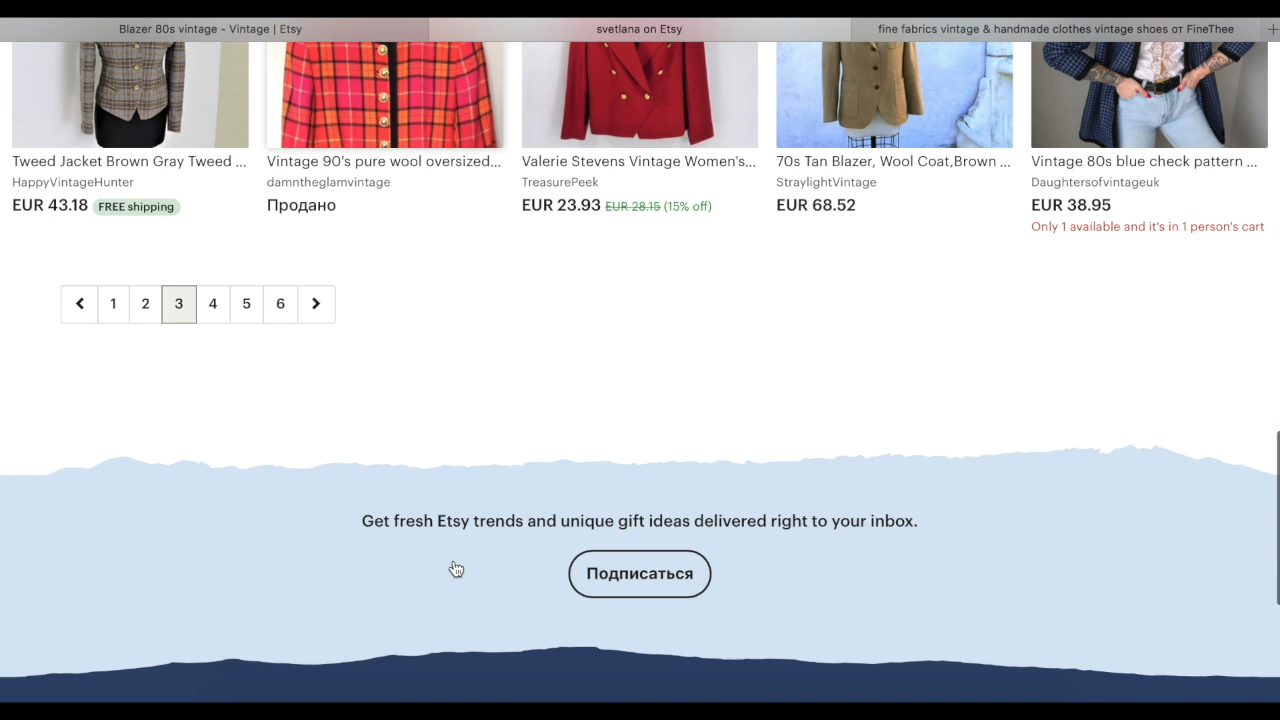 Blazer 80s vintage - Vintage | Etsy
svetlana on Etsy
fine fabrics vintage & handmade clothes vintage shoes от FineThee
Tweed Jacket Brown Gray Tweed ...
HappyVintageHunter
EUR 43.18 FREE shipping
Vintage 90's pure wool oversized...
damntheglamvintage
Продано
Valerie Stevens Vintage Women's...
TreasurePeek
EUR 23.93 EUR 28.15 (15% off)
70s Tan Blazer, Wool Coat,Brown ...
StraylightVintage
EUR 68.52
Vintage 80s blue check pattern ...
Daughtersofvintageuk
EUR 38.95
Only 1 available and it's in 1 person's cart
1 2 3 4 5 6
Get fresh Etsy trends and unique gift ideas delivered right to your inbox.
Подписаться